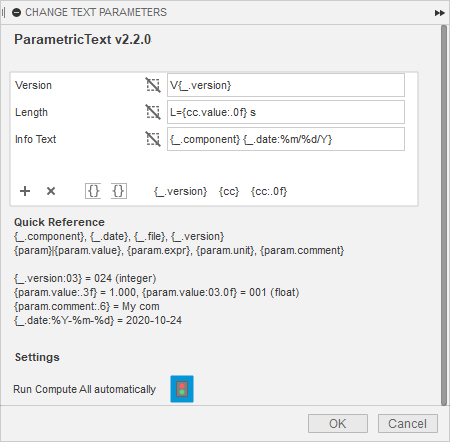 CHANGE TEXT PARAMETERS
ParametricText v2.2.0
Version V{_.version}
Length L={cc.value:.0f} s
Info Text {_.component} {_.date:%m/%d/Y}
{} {} {_.version} {cc} {cc:.0f}
Quick Reference
{_.component}, {_.date}, {_.file}, {_.version}
{param}|{param.value}, {param.expr}, {param.unit}, {param.comment}
{_.version:03} = 024 (integer)
{param.value:.3f} = 1.000, {param.value:03.0f} = 001 (float)
{param.comment:.6} = My com
{_.date:%Y-%m-%d} = 2020-10-24
Settings
Run Compute All automatically
OK Cancel